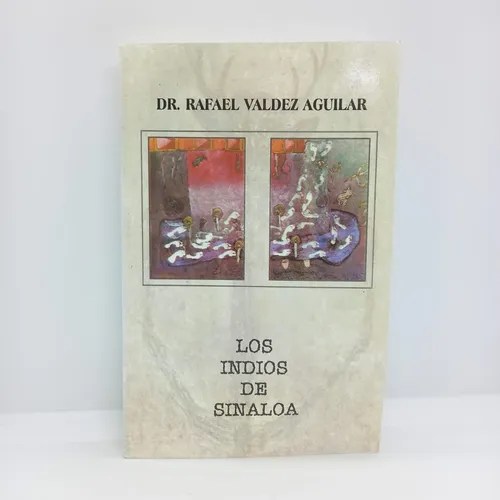 DR. RAFAEL VALDEZ AGUILAR
LOS
INDIOS
DE
SINALOA